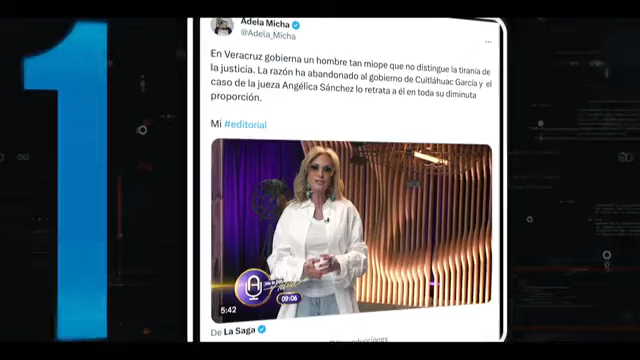 1
Adela Micha
@Adela_Micha
En Veracruz gobierna un hombre tan miope que no distingue la tiranía de
la justicia. La razón ha abandonado al gobierno de Cuitláhuac García y el
caso de la jueza Angélica Sánchez lo retrata a él en toda su diminuta
proporción.
Mi #editorial
09:06
5:42
De La Saga